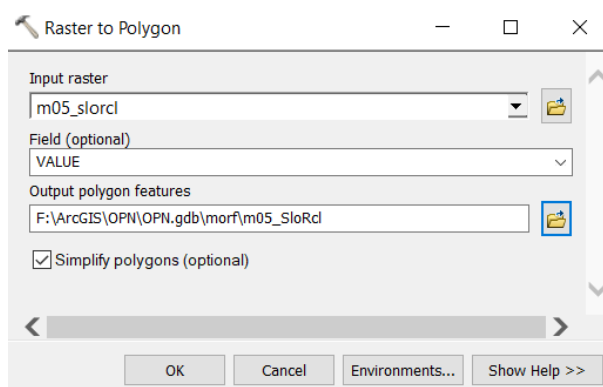 Raster to Polygon
Input raster
m05_slorcl
Field (optional)
VALUE
Output polygon features
F:\ArcGIS\OPN\OPN.gdb\morf\m05_SloRcl
Simplify polygons (optional)
OK Cancel Environments... Show Help >>